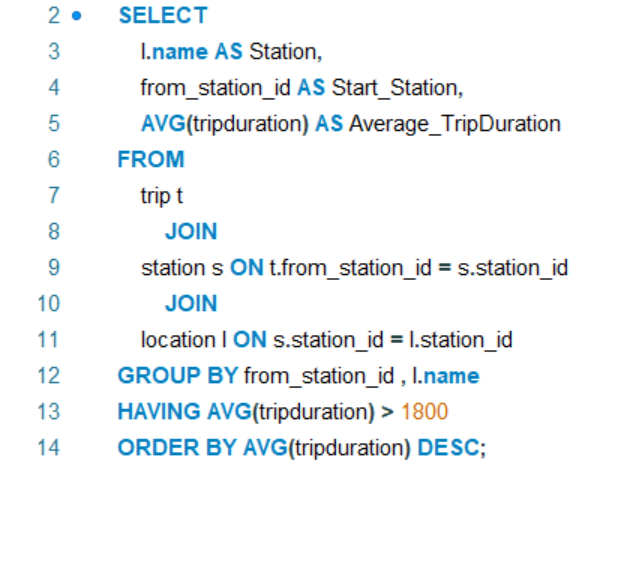 2 SELECT
3 l.name AS Station,
4 from_station_id AS Start_Station,
5 AVG(tripduration) AS Average_TripDuration
6 FROM
7 trip t
8 JOIN
9 station s ON t.from_station_id = s.station_id
10 JOIN
11 location l ON s.station_id = l.station_id
12 GROUP BY from_station_id , l.name
13 HAVING AVG(tripduration) > 1800
14 ORDER BY AVG(tripduration) DESC;